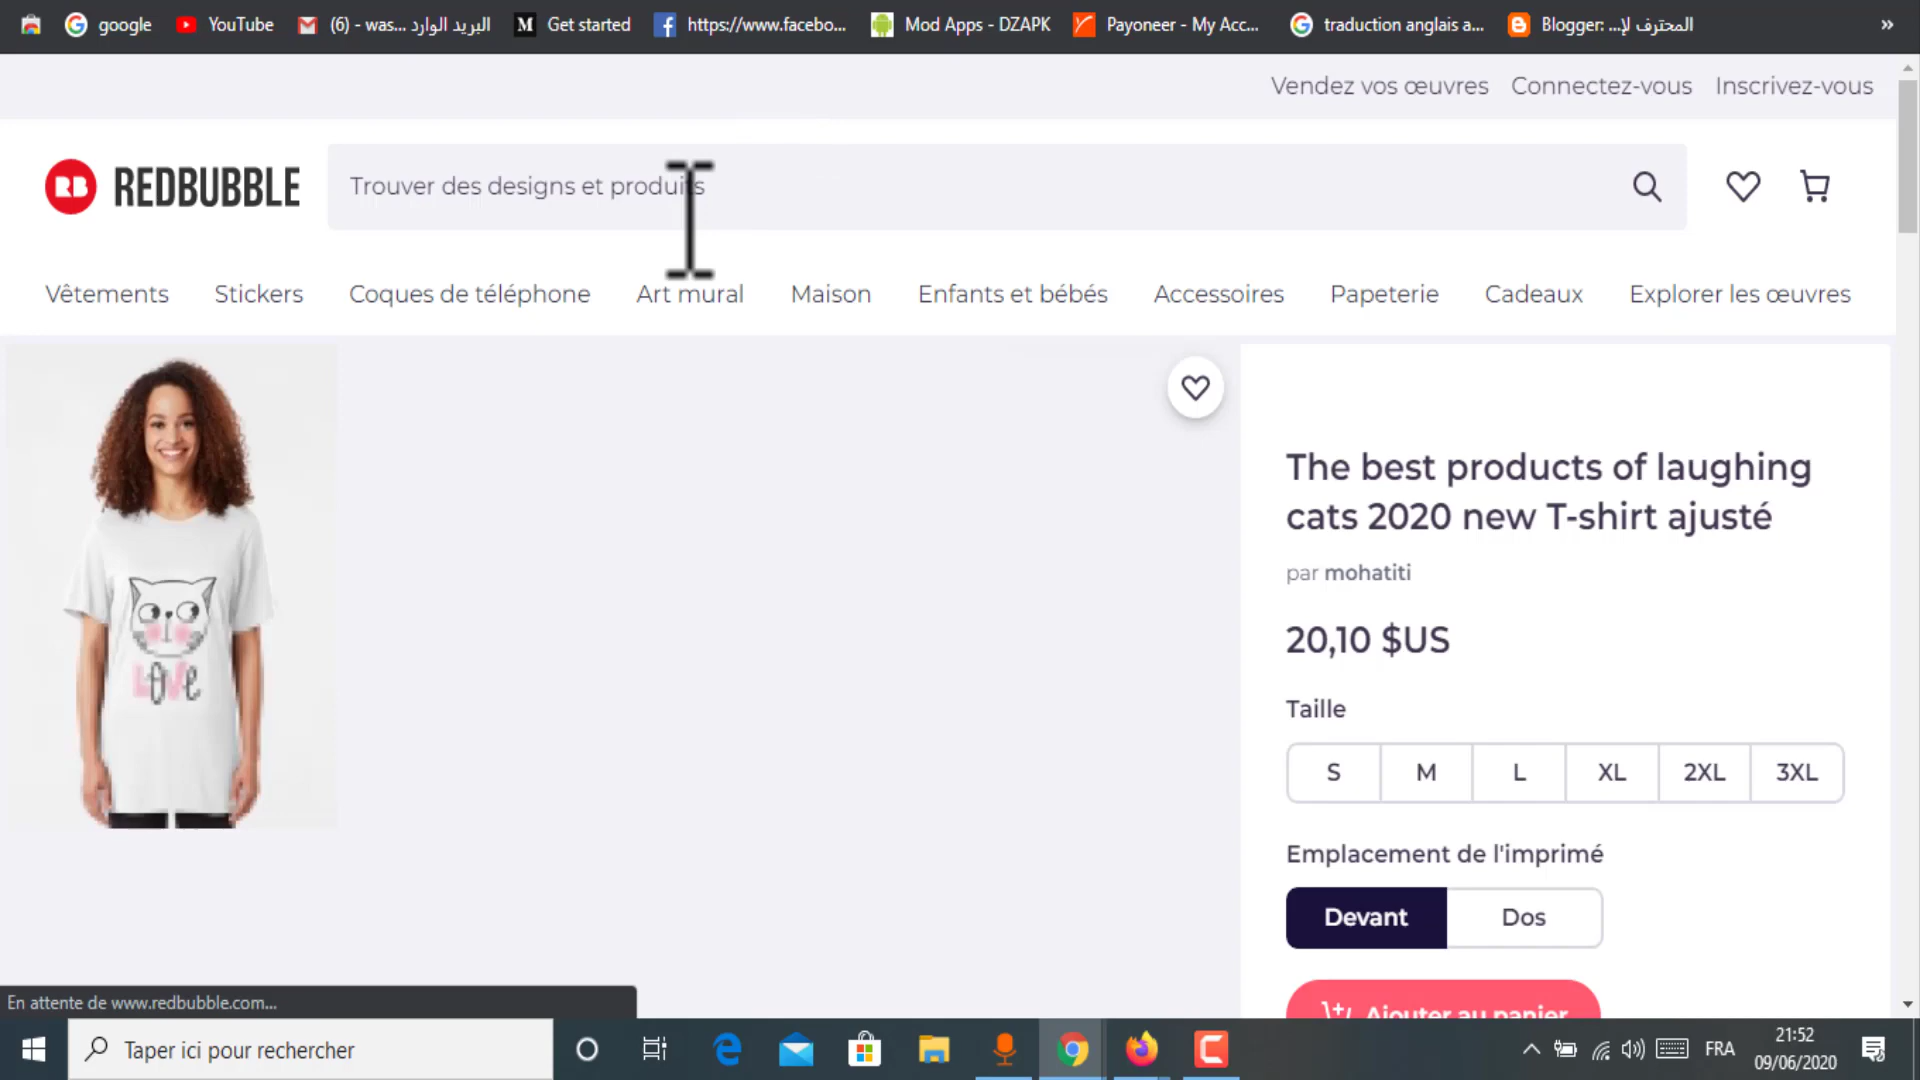 google
YouTube
(6) - was... البريد الوارد
Get started
https://www.facebo...
Mod Apps - DZAPK
Payoneer - My Acc...
traduction anglais a...
Blogger: ...المحترف لإ
»
Vendez vos œuvres
Connectez-vous
Inscrivez-vous
RB REDBUBBLE
Trouver des designs et produits
Vêtements
Stickers
Coques de téléphone
Art mural
Maison
Enfants et bébés
Accessoires
Papeterie
Cadeaux
Explorer les œuvres
LOVE
The best products of laughing
cats 2020 new T-shirt ajusté
par mohatiti
20,10 $US
Taille
S
M
L
XL
2XL
3XL
Emplacement de l'imprimé
Devant
Dos
Ajouter au panier
En attente de www.redbubble.com...
Taper ici pour rechercher
FRA
21:52
09/06/2020